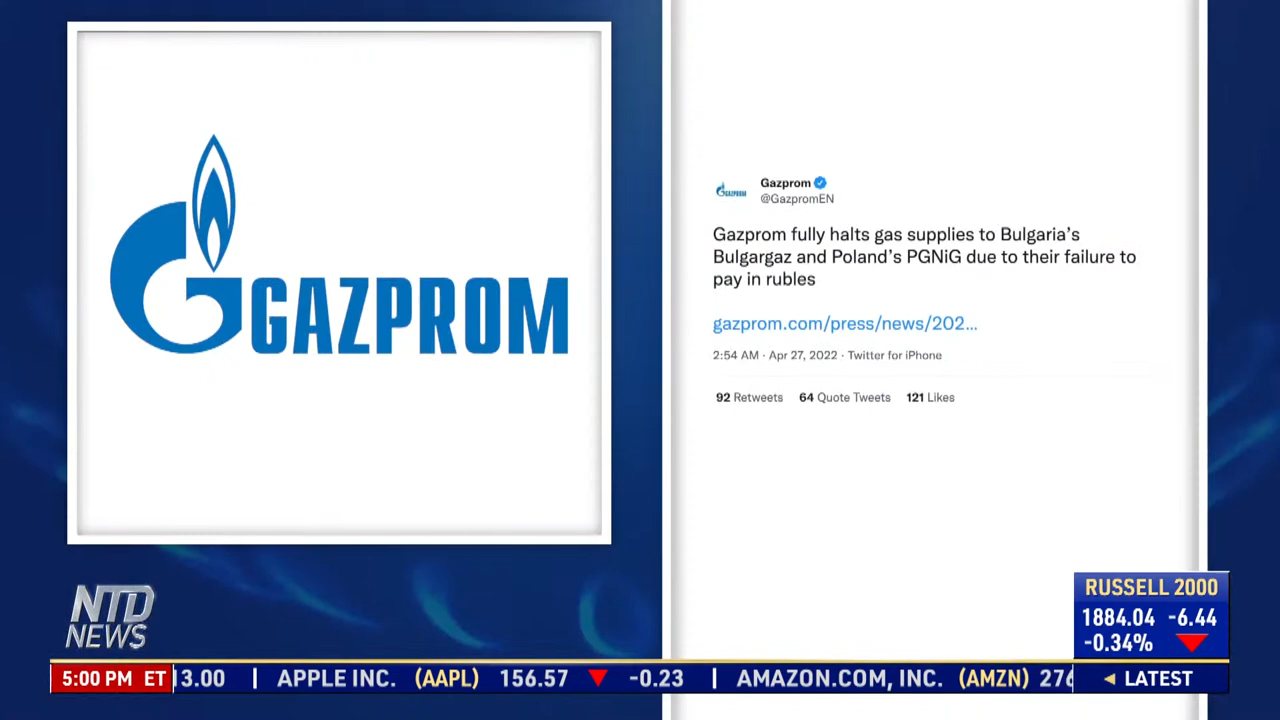 GAZPROM
GAZPROM
Gazprom
@GazpromEN
Gazprom fully halts gas supplies to Bulgaria's
Bulgargaz and Poland's PGNiG due to their failure to
pay in rubles
gazprom.com/press/news/202...
2:54 AM · Apr 27, 2022 · Twitter for iPhone
92 Retweets 64 Quote Tweets 121 Likes
NTD
NEWS
RUSSELL 2000
1884.04 -6.44
-0.34%
5:00 PM ET 13.00 | APPLE INC. (AAPL) 156.57 -0.23 | AMAZON.COM, INC. (AMZN) 276 LATEST